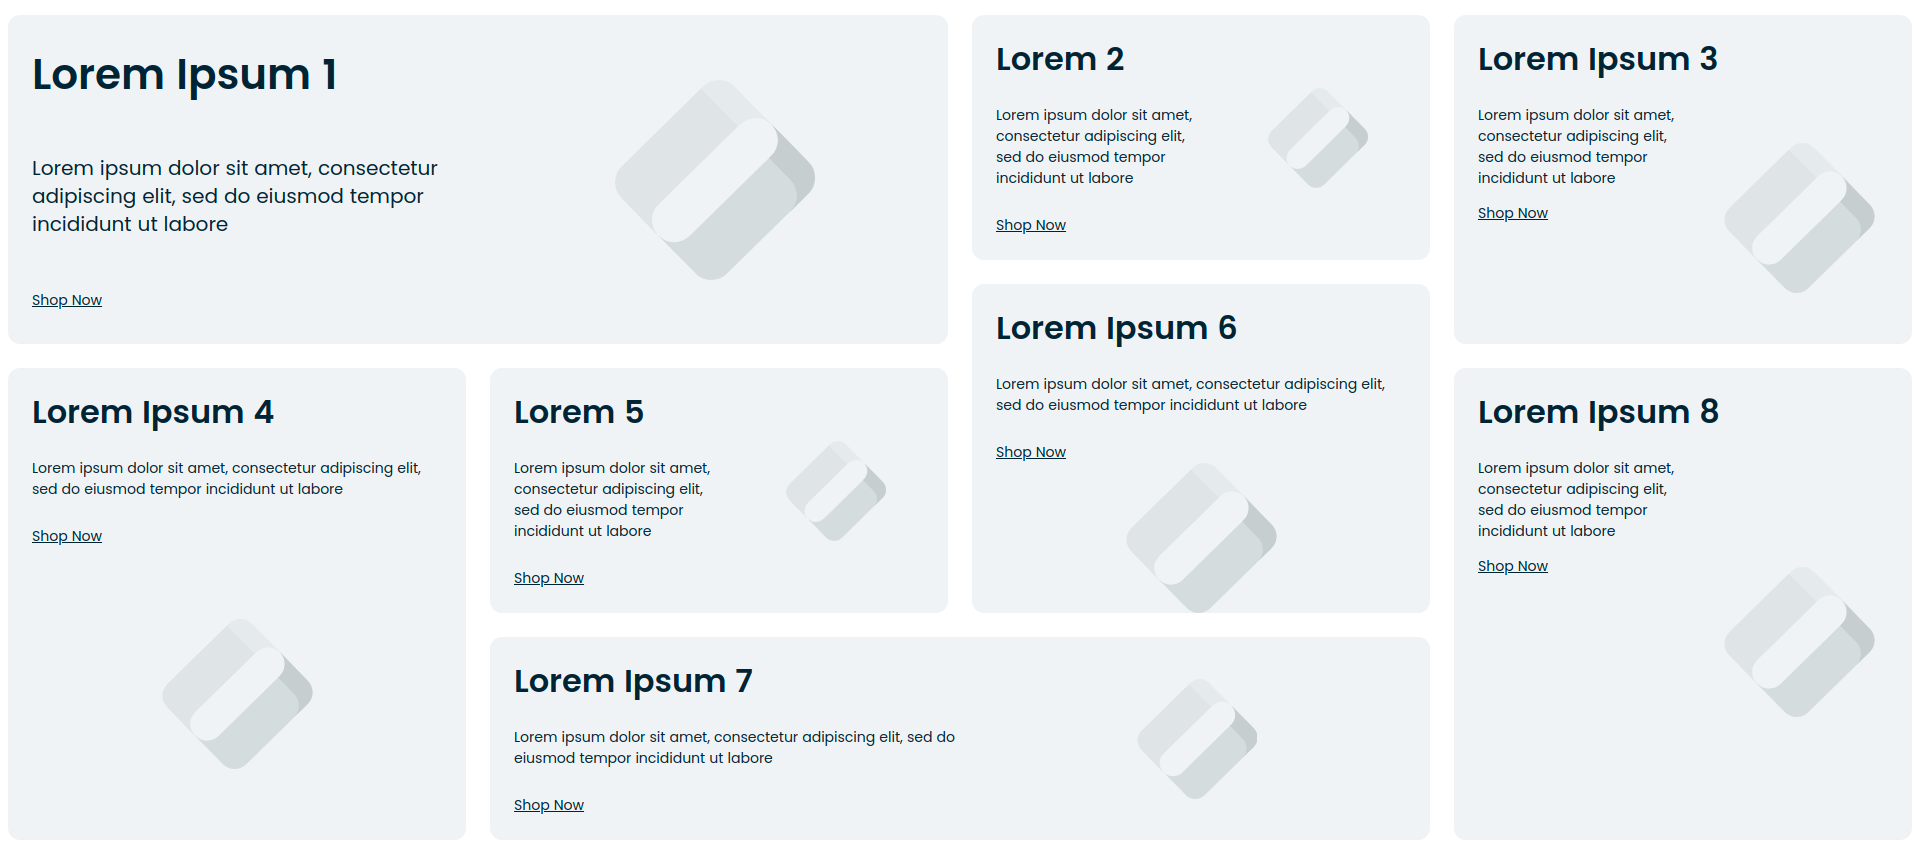 Lorem Ipsum 1
Lorem ipsum dolor sit amet, consectetur
adipiscing elit, sed do eiusmod tempor
incididunt ut labore
Shop Now
Lorem 2
Lorem ipsum dolor sit amet,
consectetur adipiscing elit,
sed do eiusmod tempor
incididunt ut labore
Shop Now
Lorem Ipsum 3
Lorem ipsum dolor sit amet,
consectetur adipiscing elit,
sed do eiusmod tempor
incididunt ut labore
Shop Now
Lorem Ipsum 4
Lorem ipsum dolor sit amet, consectetur adipiscing elit,
sed do eiusmod tempor incididunt ut labore
Shop Now
Lorem 5
Lorem ipsum dolor sit amet,
consectetur adipiscing elit,
sed do eiusmod tempor
incididunt ut labore
Shop Now
Lorem Ipsum 6
Lorem ipsum dolor sit amet, consectetur adipiscing elit,
sed do eiusmod tempor incididunt ut labore
Shop Now
Lorem Ipsum 7
Lorem ipsum dolor sit amet, consectetur adipiscing elit, sed do
eiusmod tempor incididunt ut labore
Shop Now
Lorem Ipsum 8
Lorem ipsum dolor sit amet,
consectetur adipiscing elit,
sed do eiusmod tempor
incididunt ut labore
Shop Now